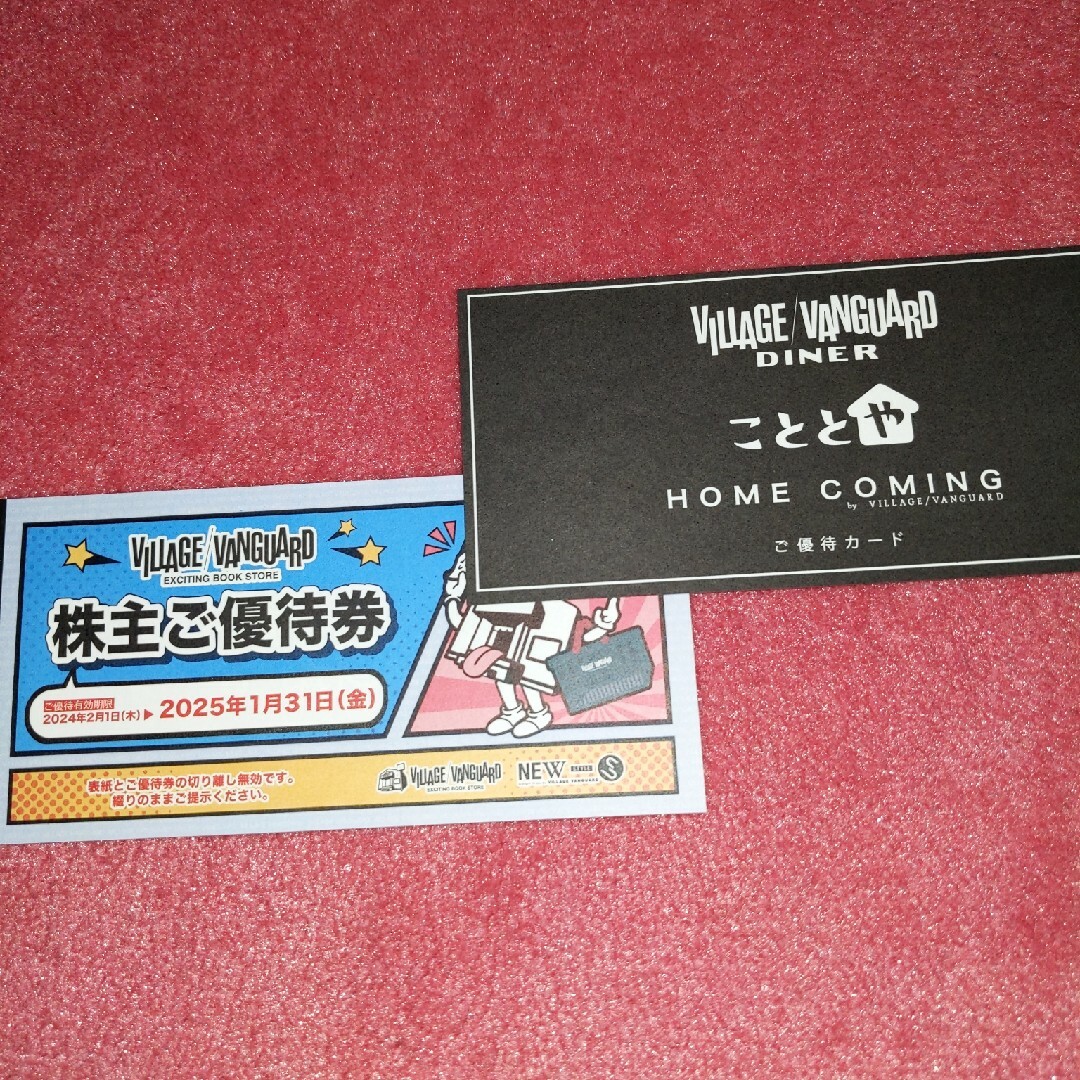 VILLAGE/VANGUARD
DINER
こととや
HOME COMING
by VILLAGE/VANGUARD
ご優待カード
VILLAGE/VANGUARD
EXCITING BOOK STORE
株主ご優待券
ご優待有効期限
2024年2月1日(木)▶2025年1月31日(金)
表紙とご優待券の切り離し無効です。
綴りのままご提示ください。
VILLAGE/VANGUARD
EXCITING BOOK STORE
NEW STYLE
VILLAGE VANGUARD